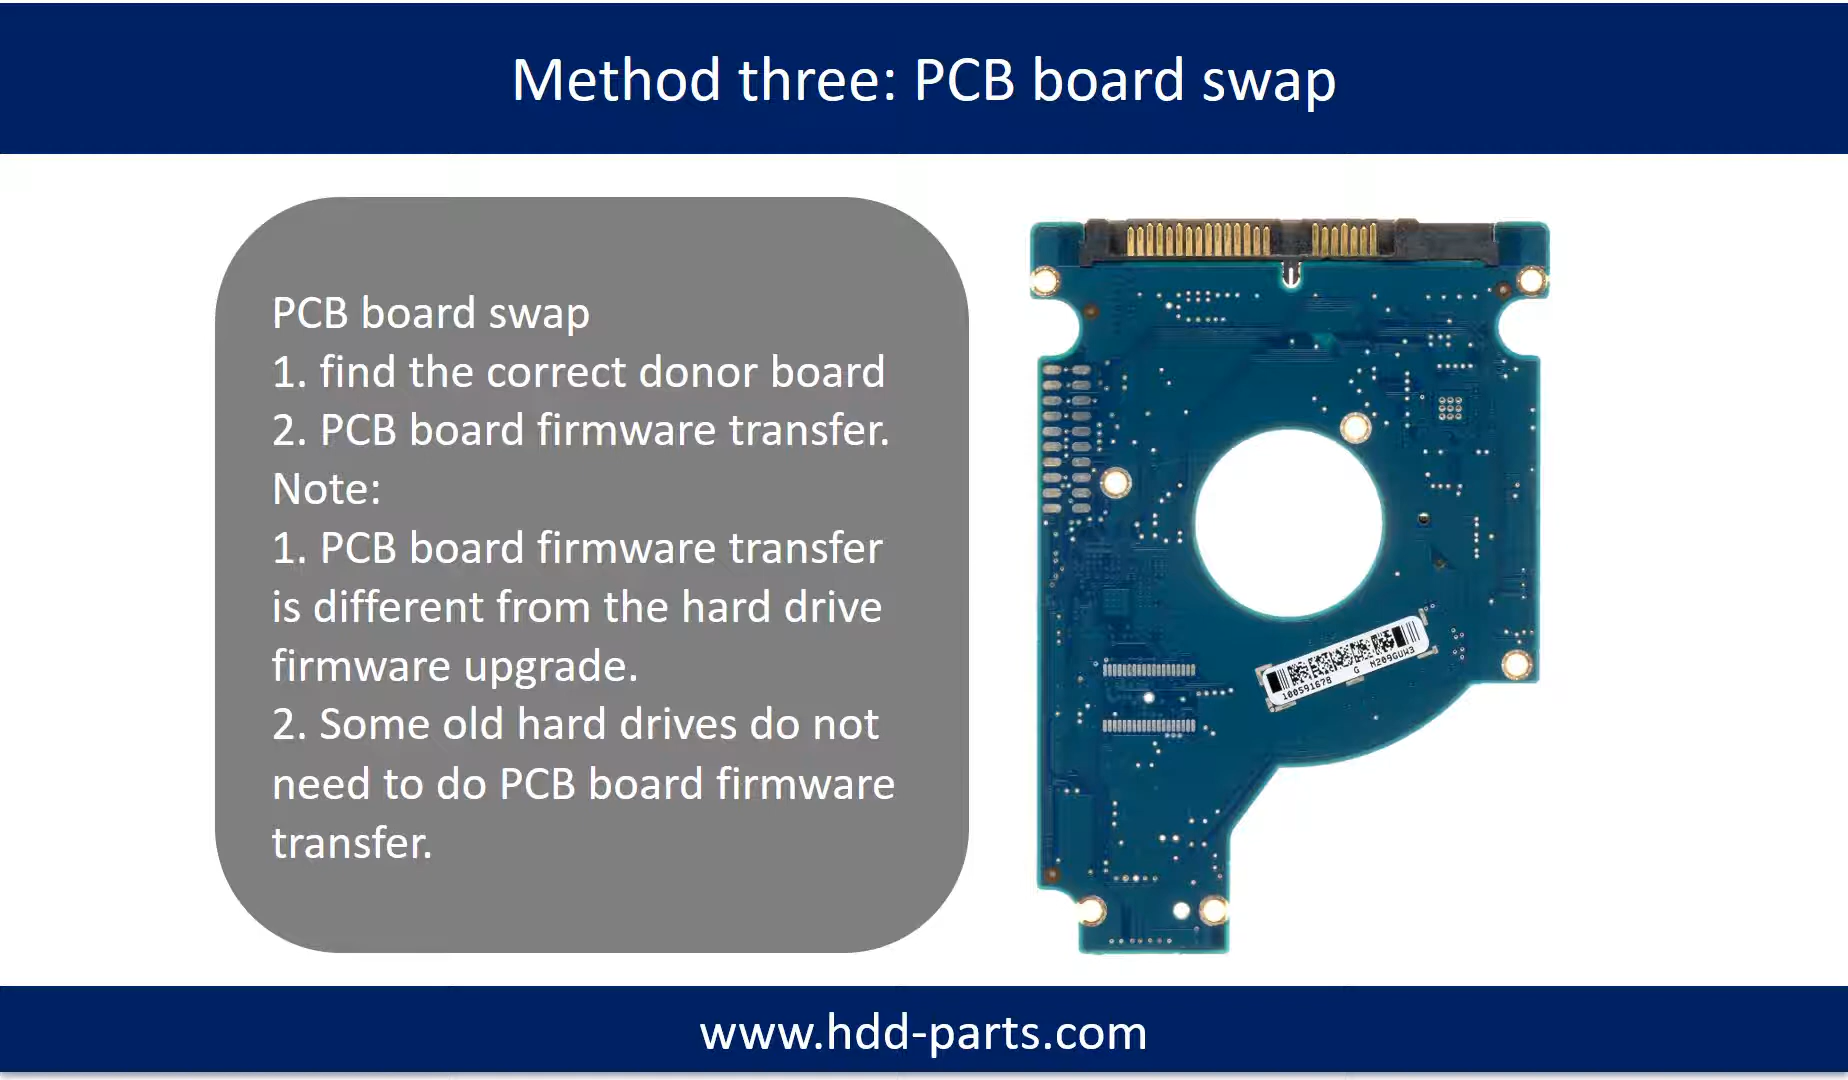 Method three: PCB board swap
PCB board swap
1. find the correct donor board
2. PCB board firmware transfer.
Note:
1. PCB board firmware transfer
is different from the hard drive
firmware upgrade.
2. Some old hard drives do not
need to do PCB board firmware
transfer.
100591678 G M209GUW3
www.hdd-parts.com